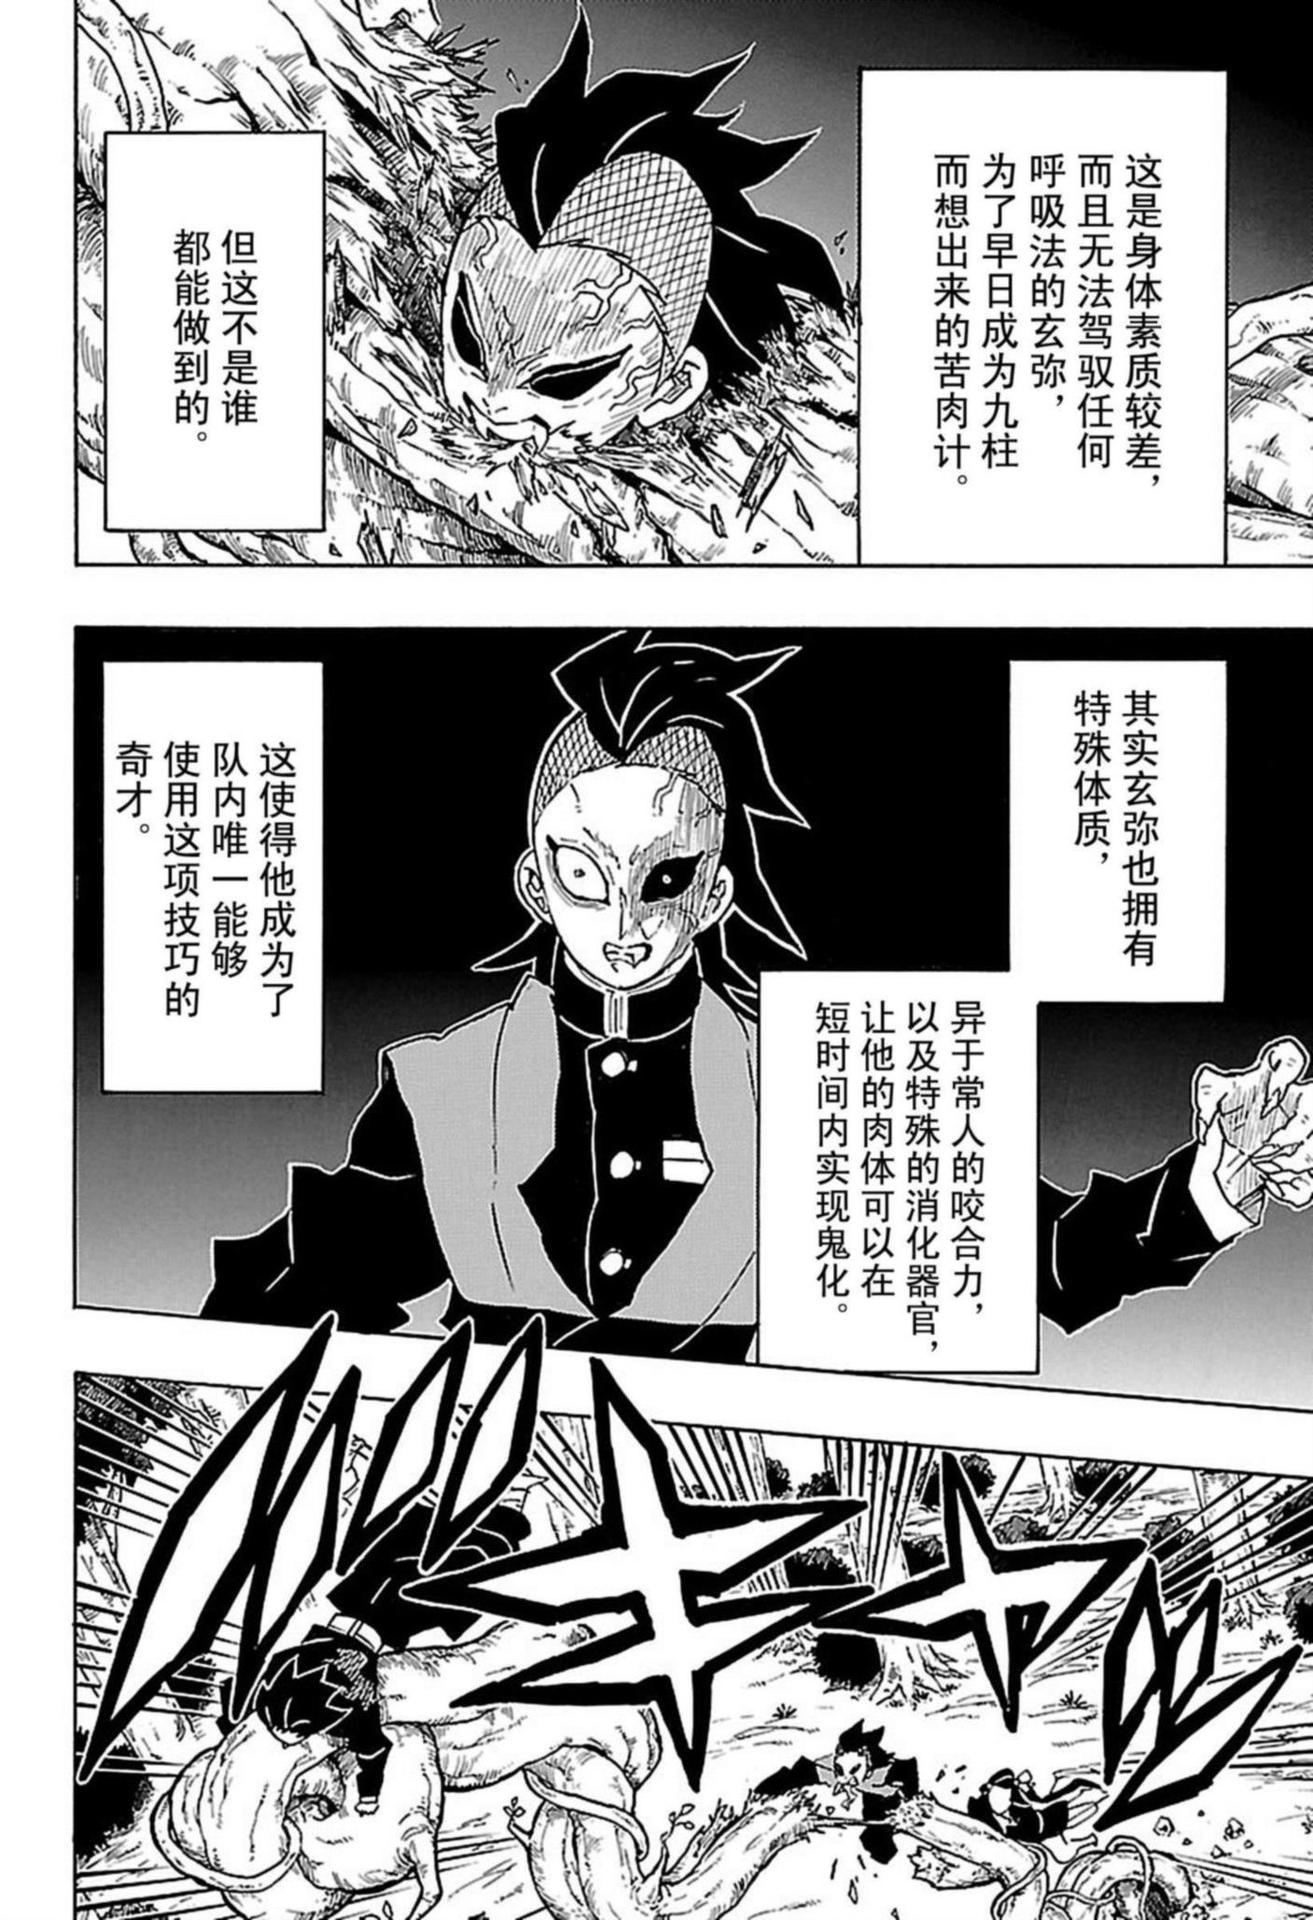 这是身体素质较差，
而且无法驾驭任何
呼吸法的玄弥，
为了早日成为九柱
而想出来的苦肉计。
但这不是谁
都能做到的。
其实玄弥也拥有
特殊体质，
异于常人的咬合力，
以及特殊的消化器官，
让他的肉体可以在
短时间内实现鬼化。
这使得他成为了
队内唯一能够
使用这项技巧的
奇才。